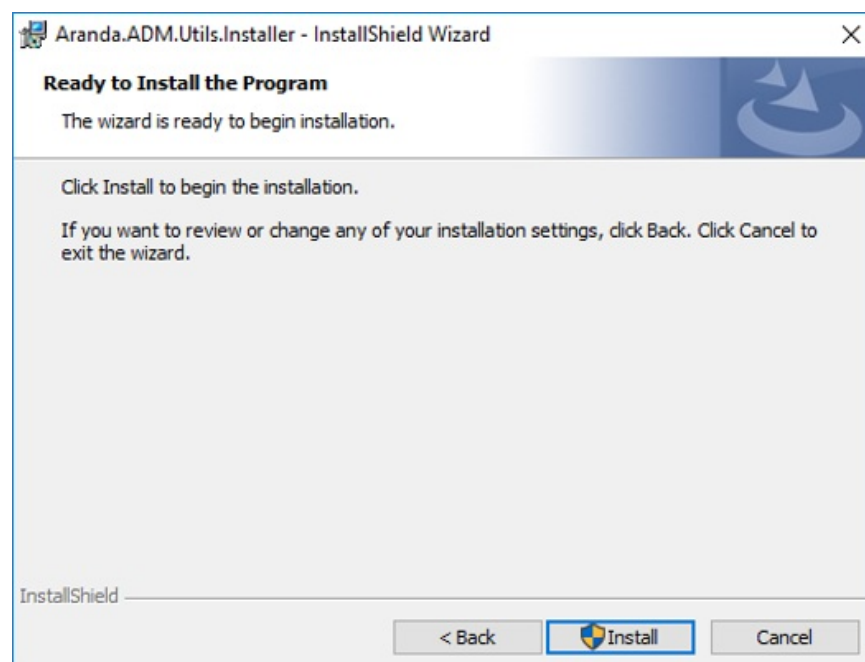 Aranda.ADM.Utils.Installer - InstallShield Wizard
Ready to Install the Program
The wizard is ready to begin installation.
Click Install to begin the installation.
If you want to review or change any of your installation settings, click Back. Click Cancel to
exit the wizard.
InstallShield
< Back
Install
Cancel